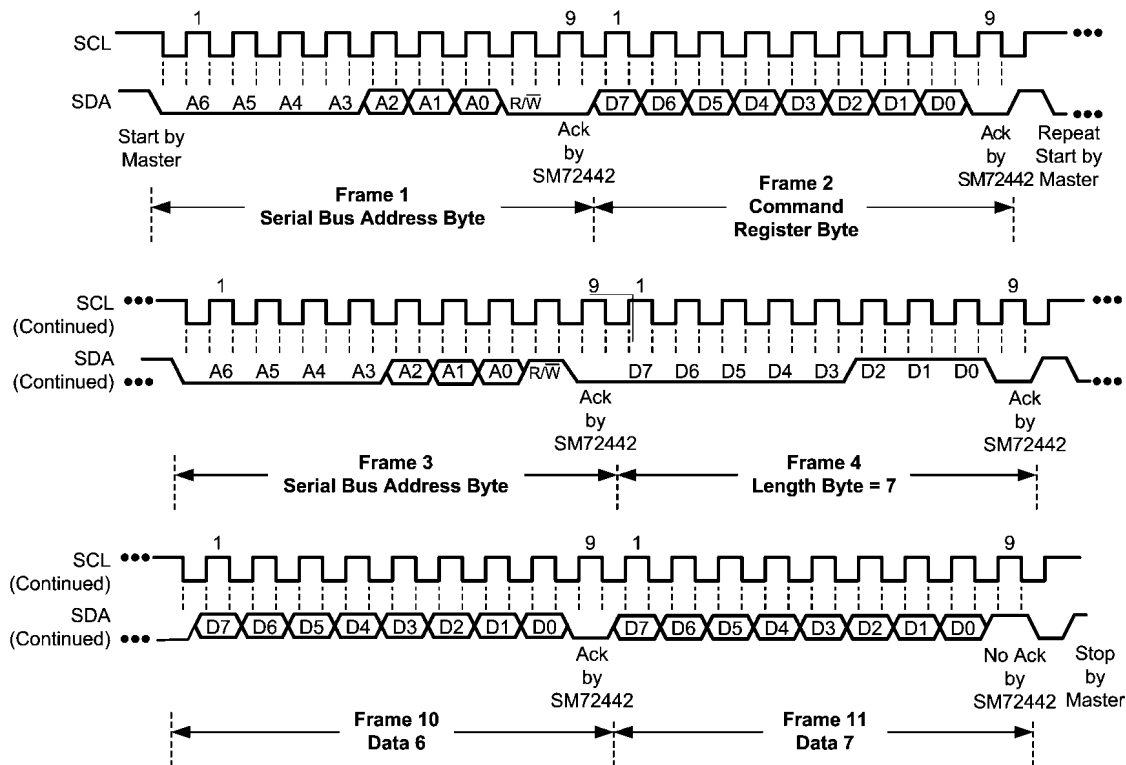 1 9 1 9
SCL
SDA A6 A5 A4 A3 A2 A1 A0 R/W̅ D7 D6 D5 D4 D3 D2 D1 D0
Start by
Master
Ack
by
SM72442
Ack
by
SM72442
Repeat
Start by
Master
Frame 1
Serial Bus Address Byte
Frame 2
Command
Register Byte
1 9 1 9
SCL
(Continued)
SDA
(Continued)
A6 A5 A4 A3 A2 A1 A0 R/W̅ D7 D6 D5 D4 D3 D2 D1 D0
Ack
by
SM72442
Ack
by
SM72442
Frame 3
Serial Bus Address Byte
Frame 4
Length Byte = 7
1 9 1 9
SCL
(Continued)
SDA
(Continued)
D7 D6 D5 D4 D3 D2 D1 D0 D7 D6 D5 D4 D3 D2 D1 D0
Ack
by
SM72442
No Ack
by
SM72442
Stop
by
Master
Frame 10
Data 6
Frame 11
Data 7